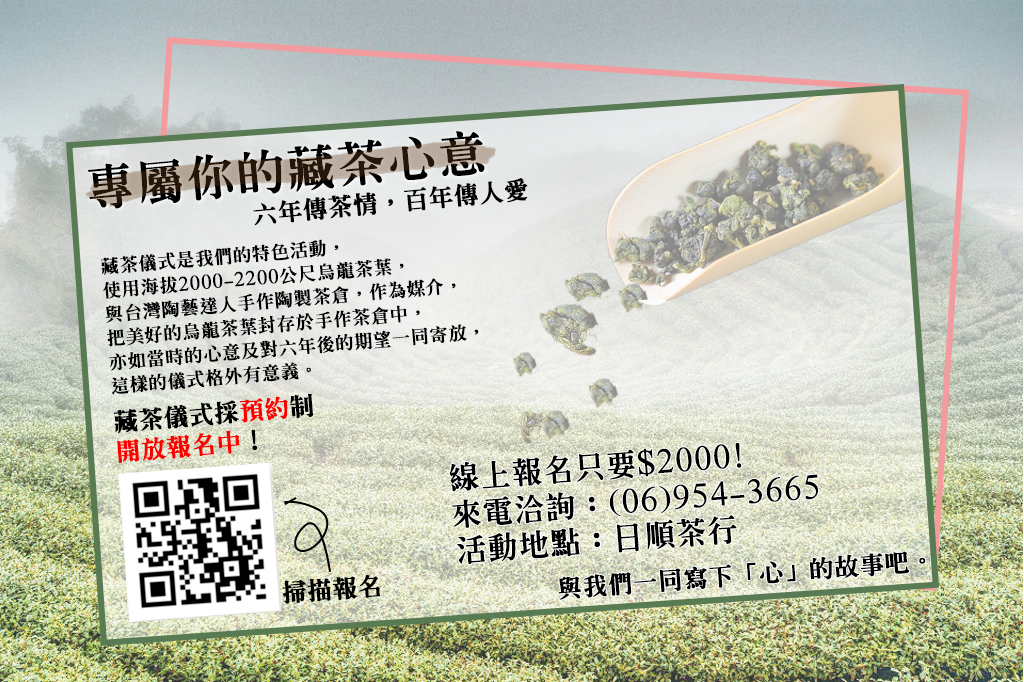 專屬你的藏茶心意
六年傳茶情，百年傳人愛
藏茶儀式是我們的特色活動，
使用海拔2000-2200公尺烏龍茶葉，
與台灣陶藝達人手作陶製茶倉，作為媒介，
把美好的烏龍茶葉封存於手作茶倉中，
亦如當時的心意及對六年後的期望一同寄放，
這樣的儀式格外有意義。
藏茶儀式採預約制
開放報名中！
掃描報名
線上報名只要$2000!
來電洽詢：(06)954-3665
活動地點：日順茶行
與我們一同寫下「心」的故事吧。